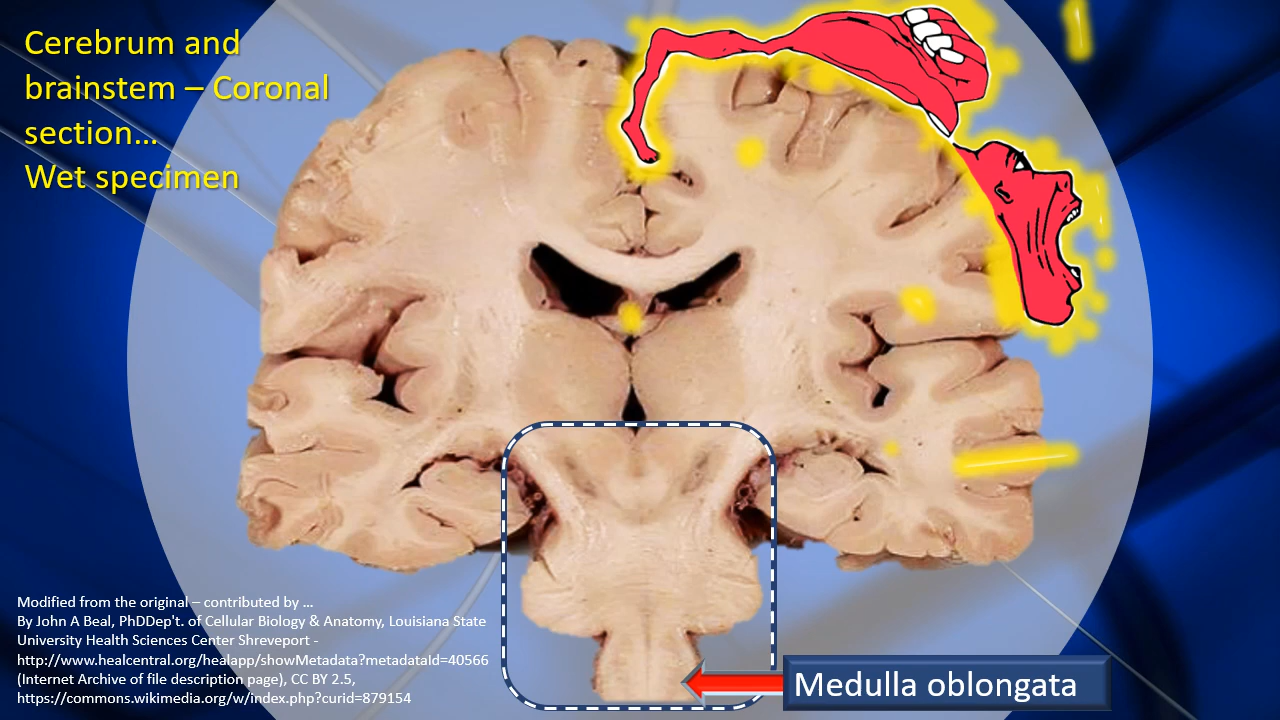 Cerebrum and
brainstem – Coronal
section…
Wet specimen
Modified from the original – contributed by …
By John A Beal, PhDDep't. of Cellular Biology & Anatomy, Louisiana State
University Health Sciences Center Shreveport -
http://www.healcentral.org/healapp/showMetadata?metadataId=40566
(Internet Archive of file description page), CC BY 2.5,
https://commons.wikimedia.org/w/index.php?curid=879154
Medulla oblongata